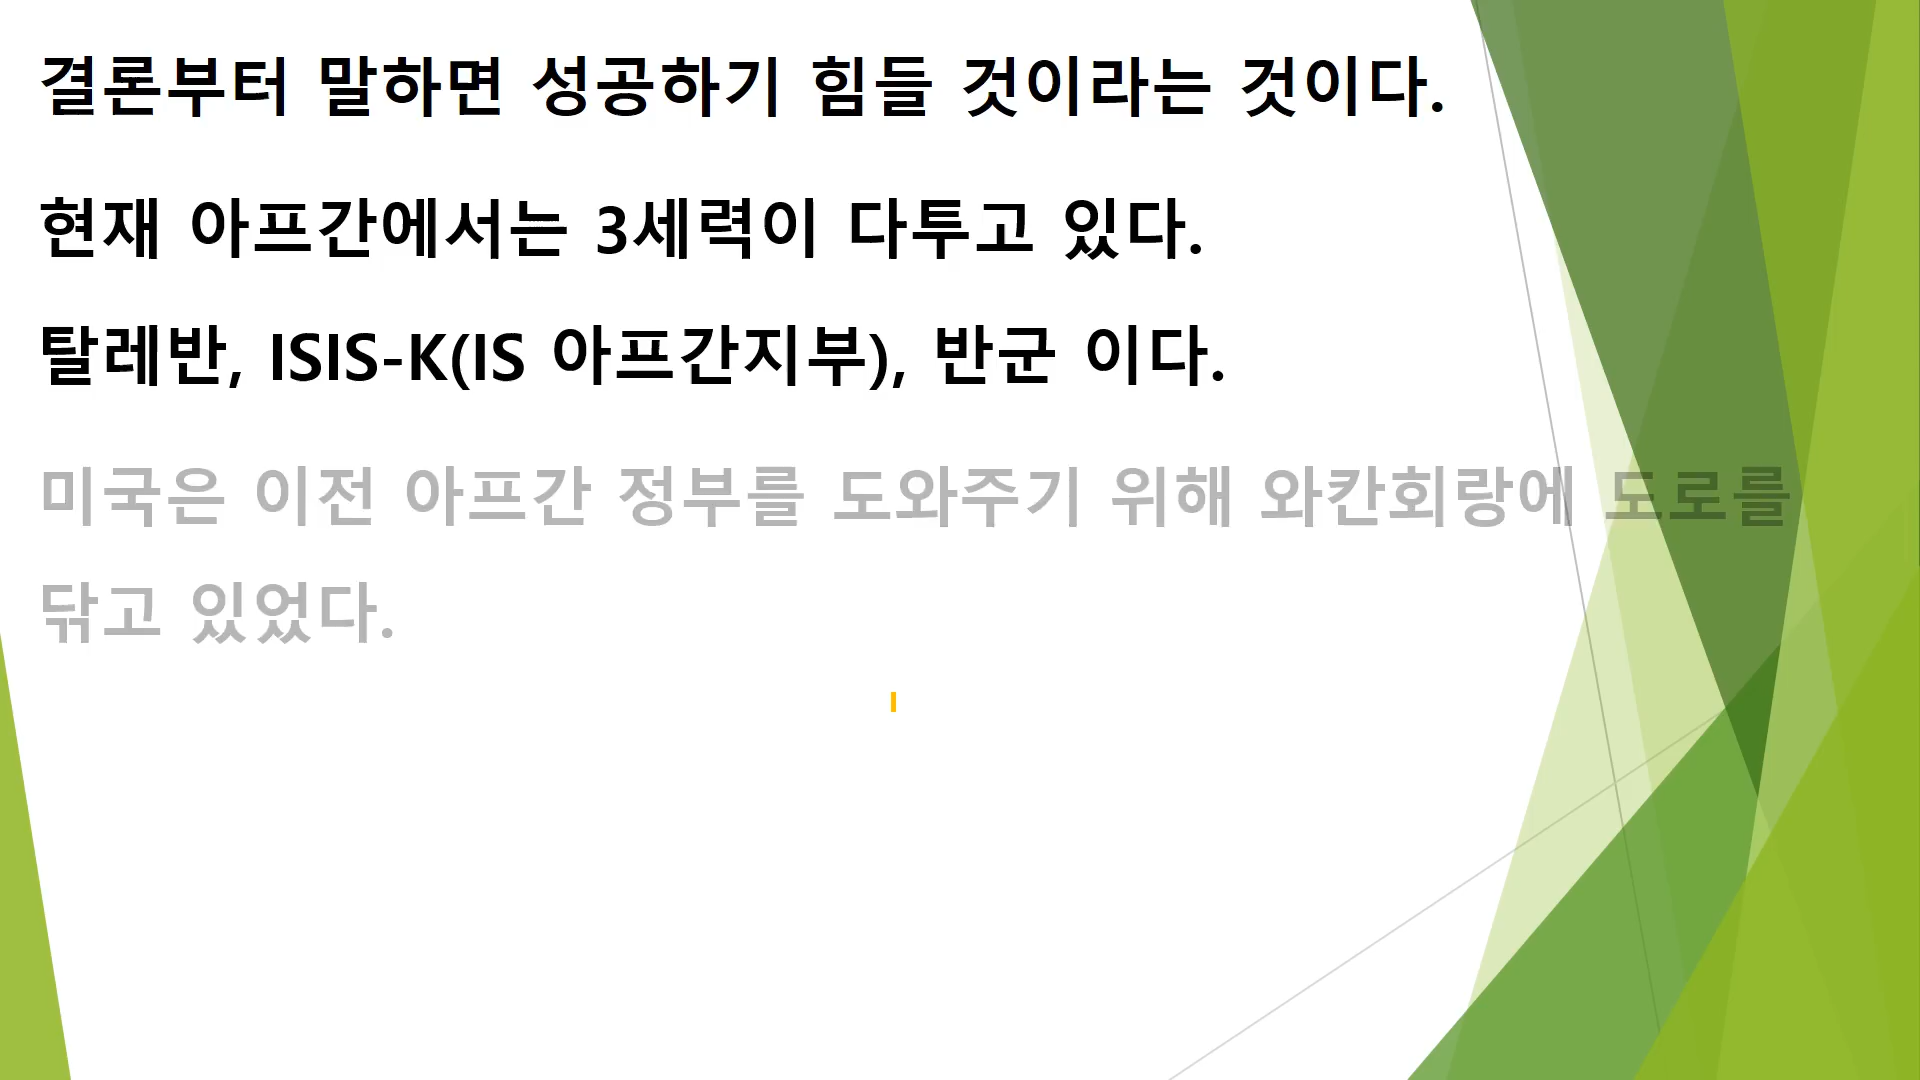 결론부터 말하면 성공하기 힘들 것이라는 것이다.
현재 아프간에서는 3세력이 다투고 있다.
탈레반, ISIS-K(IS 아프간지부), 반군 이다.
미국은 이전 아프간 정부를 도와주기 위해 와칸회랑에 도로를
닦고 있었다.